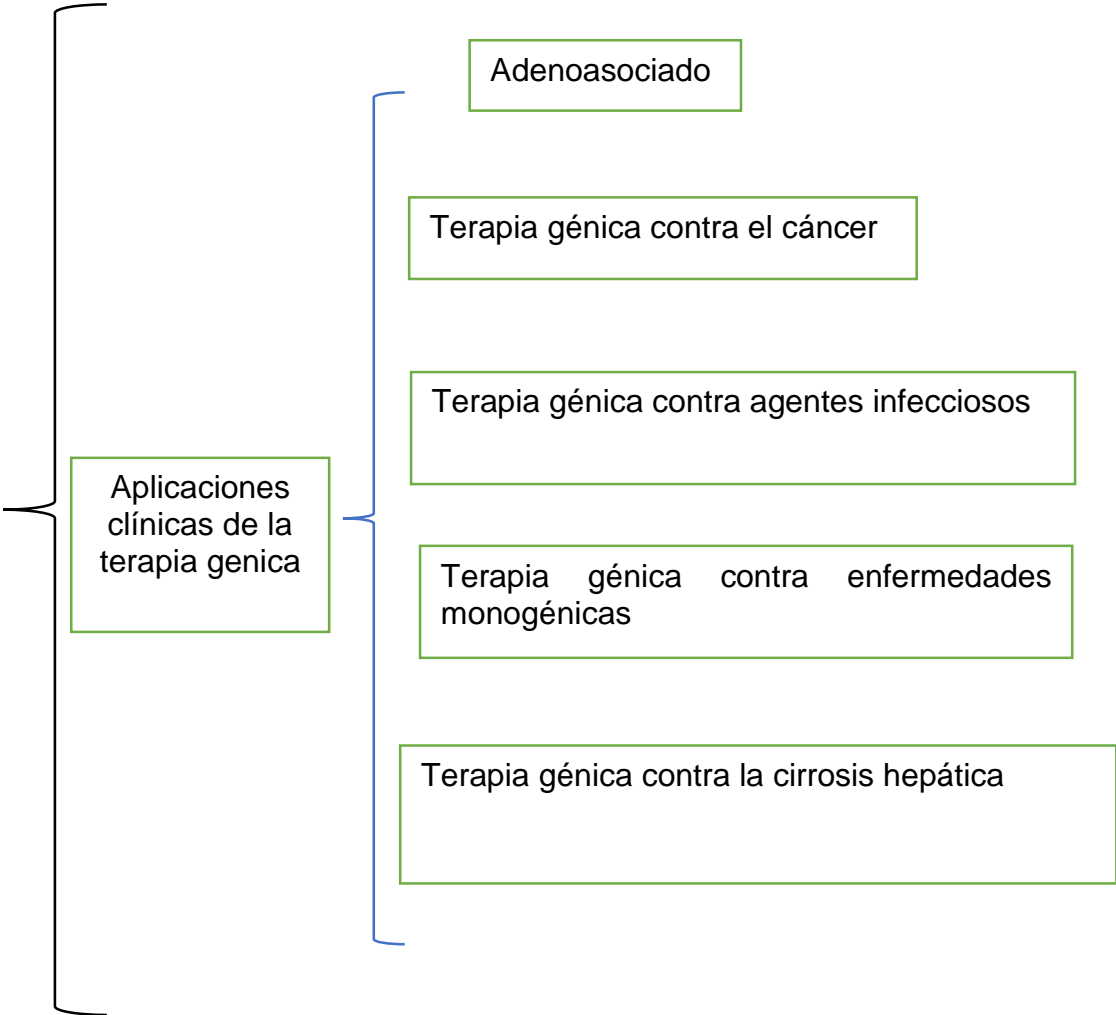 Adenoasociado
Terapia génica contra el cáncer
Terapia génica contra agentes infecciosos
Aplicaciones
clínicas de la
terapia genica
Terapia génica contra enfermedades
monogénicas
Terapia génica contra la cirrosis hepática